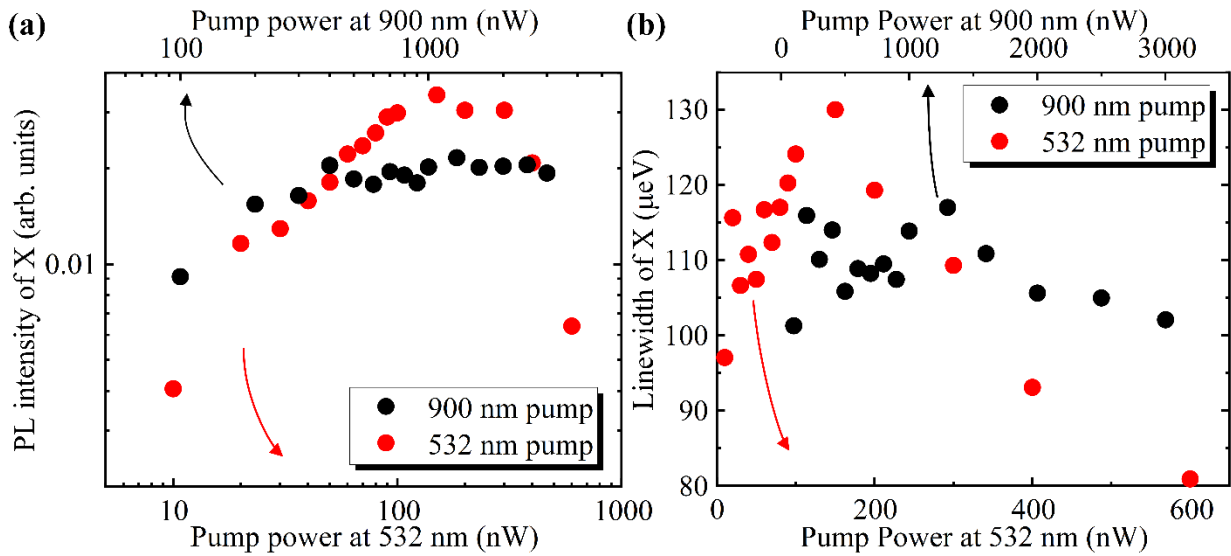 (a)
Pump power at 900 nm (nW)
100 1000
PL intensity of X (arb. units)
0.01
900 nm pump
532 nm pump
10 100 1000
Pump power at 532 nm (nW)
(b)
Pump Power at 900 nm (nW)
0 1000 2000 3000
Linewidth of X (μeV)
130
120
110
100
90
80
900 nm pump
532 nm pump
0 200 400 600
Pump Power at 532 nm (nW)